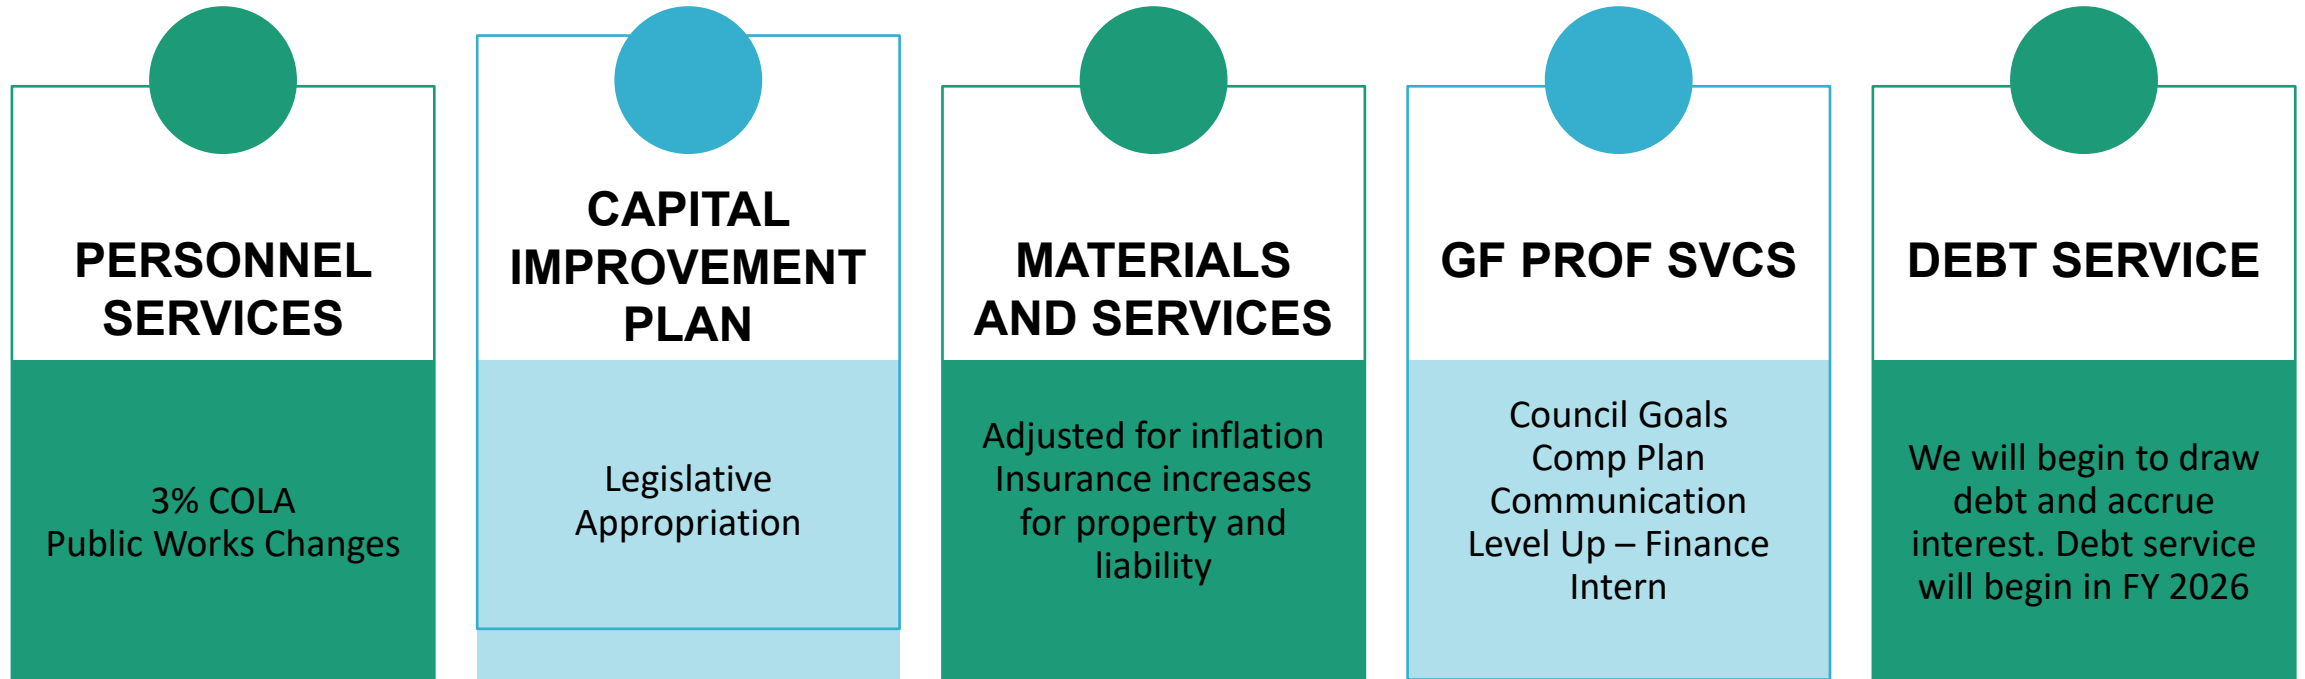 PERSONNEL
SERVICES
3% COLA
Public Works Changes
CAPITAL
IMPROVEMENT
PLAN
Legislative
Appropriation
MATERIALS
AND SERVICES
Adjusted for inflation
Insurance increases
for property and
liability
GF PROF SVCS
Council Goals
Comp Plan
Communication
Level Up – Finance
Intern
DEBT SERVICE
We will begin to draw
debt and accrue
interest. Debt service
will begin in FY 2026